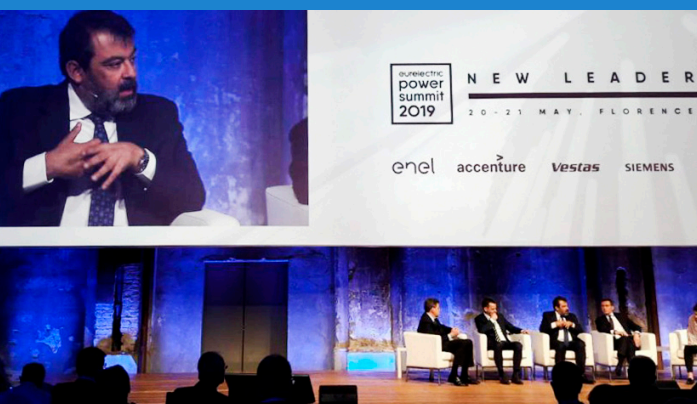 eurelectric
power
summit
2019
NEW LEADER
20-21 MAY, FLORENCE
enel accenture Vestas SIEMENS